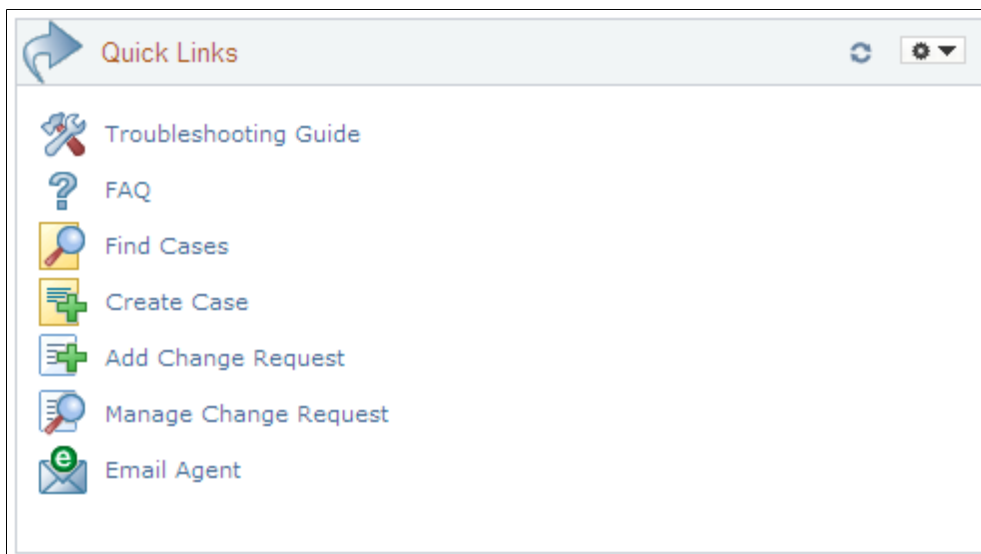 Quick Links
Troubleshooting Guide
FAQ
Find Cases
Create Case
Add Change Request
Manage Change Request
e
Email Agent